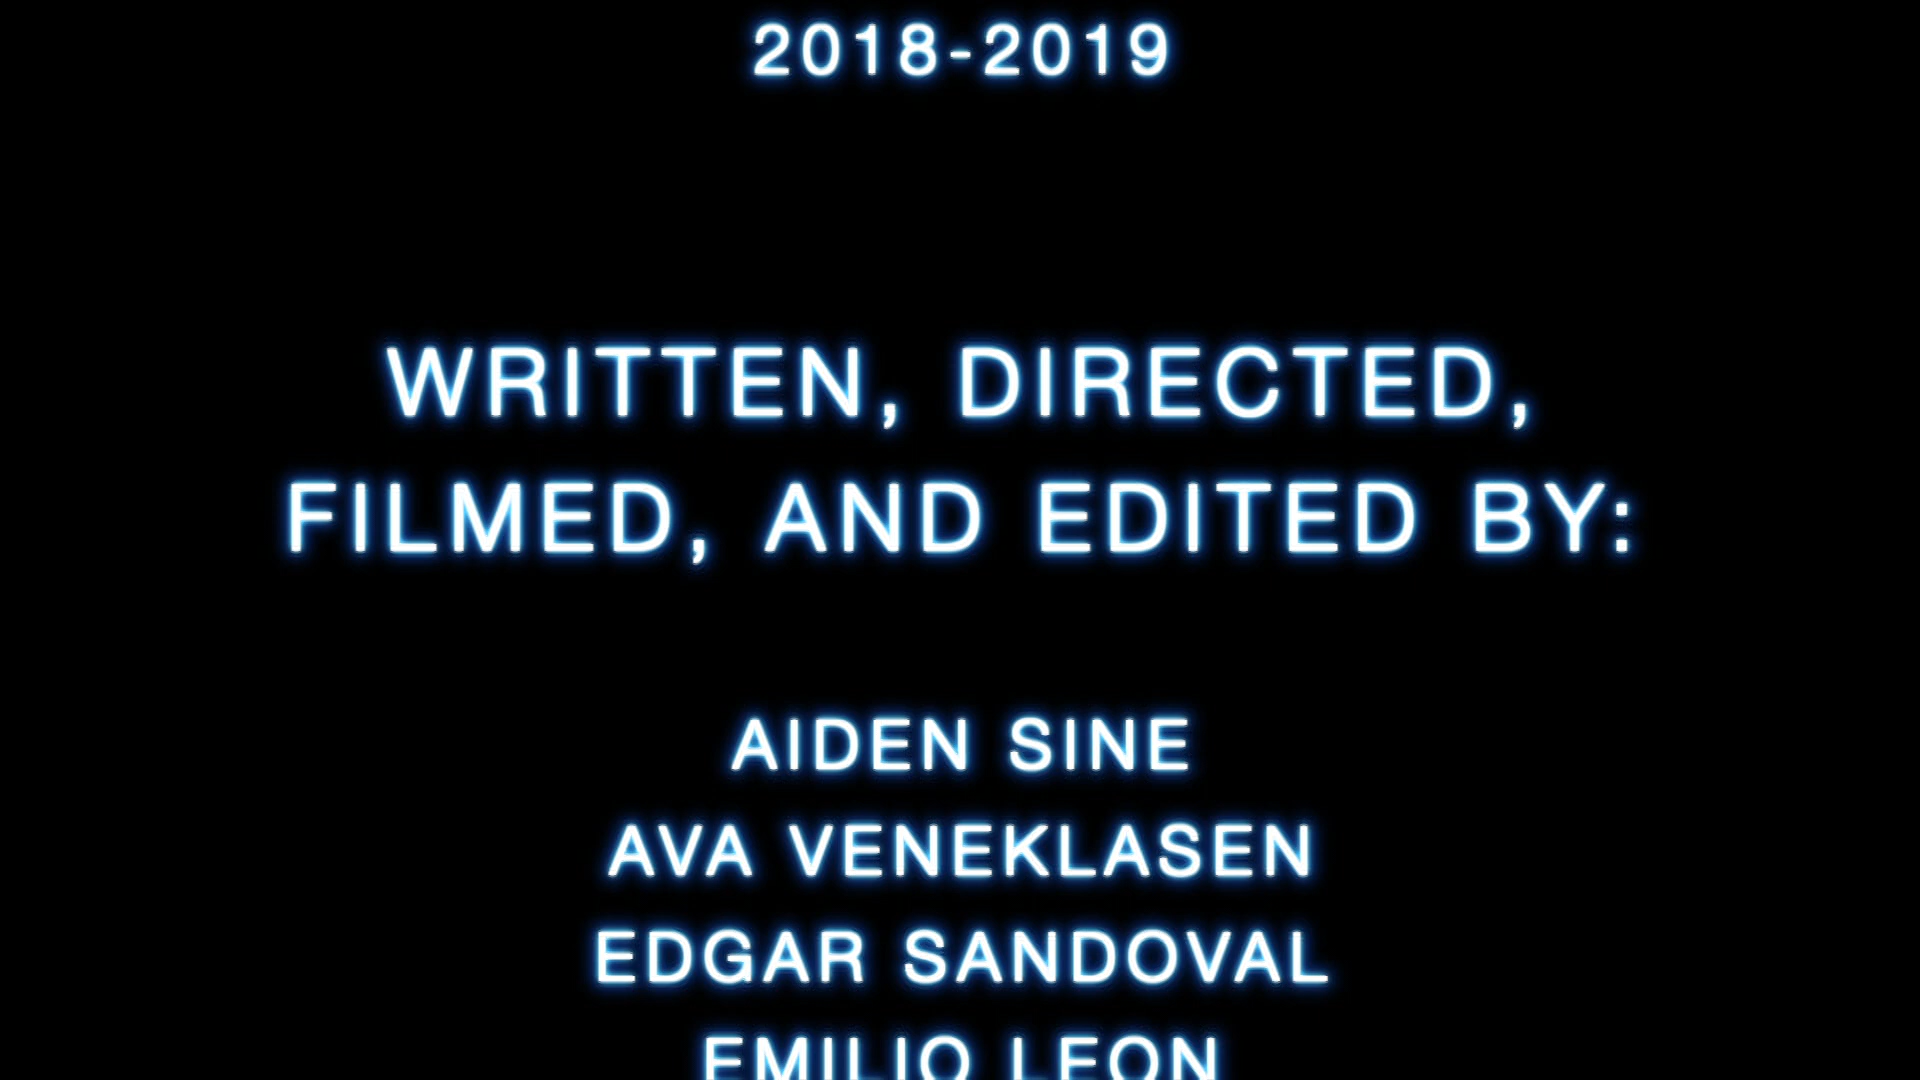 2018-2019
WRITTEN, DIRECTED,
FILMED, AND EDITED BY:
AIDEN SINE
AVA VENEKLASEN
EDGAR SANDOVAL
EMILIO LEON